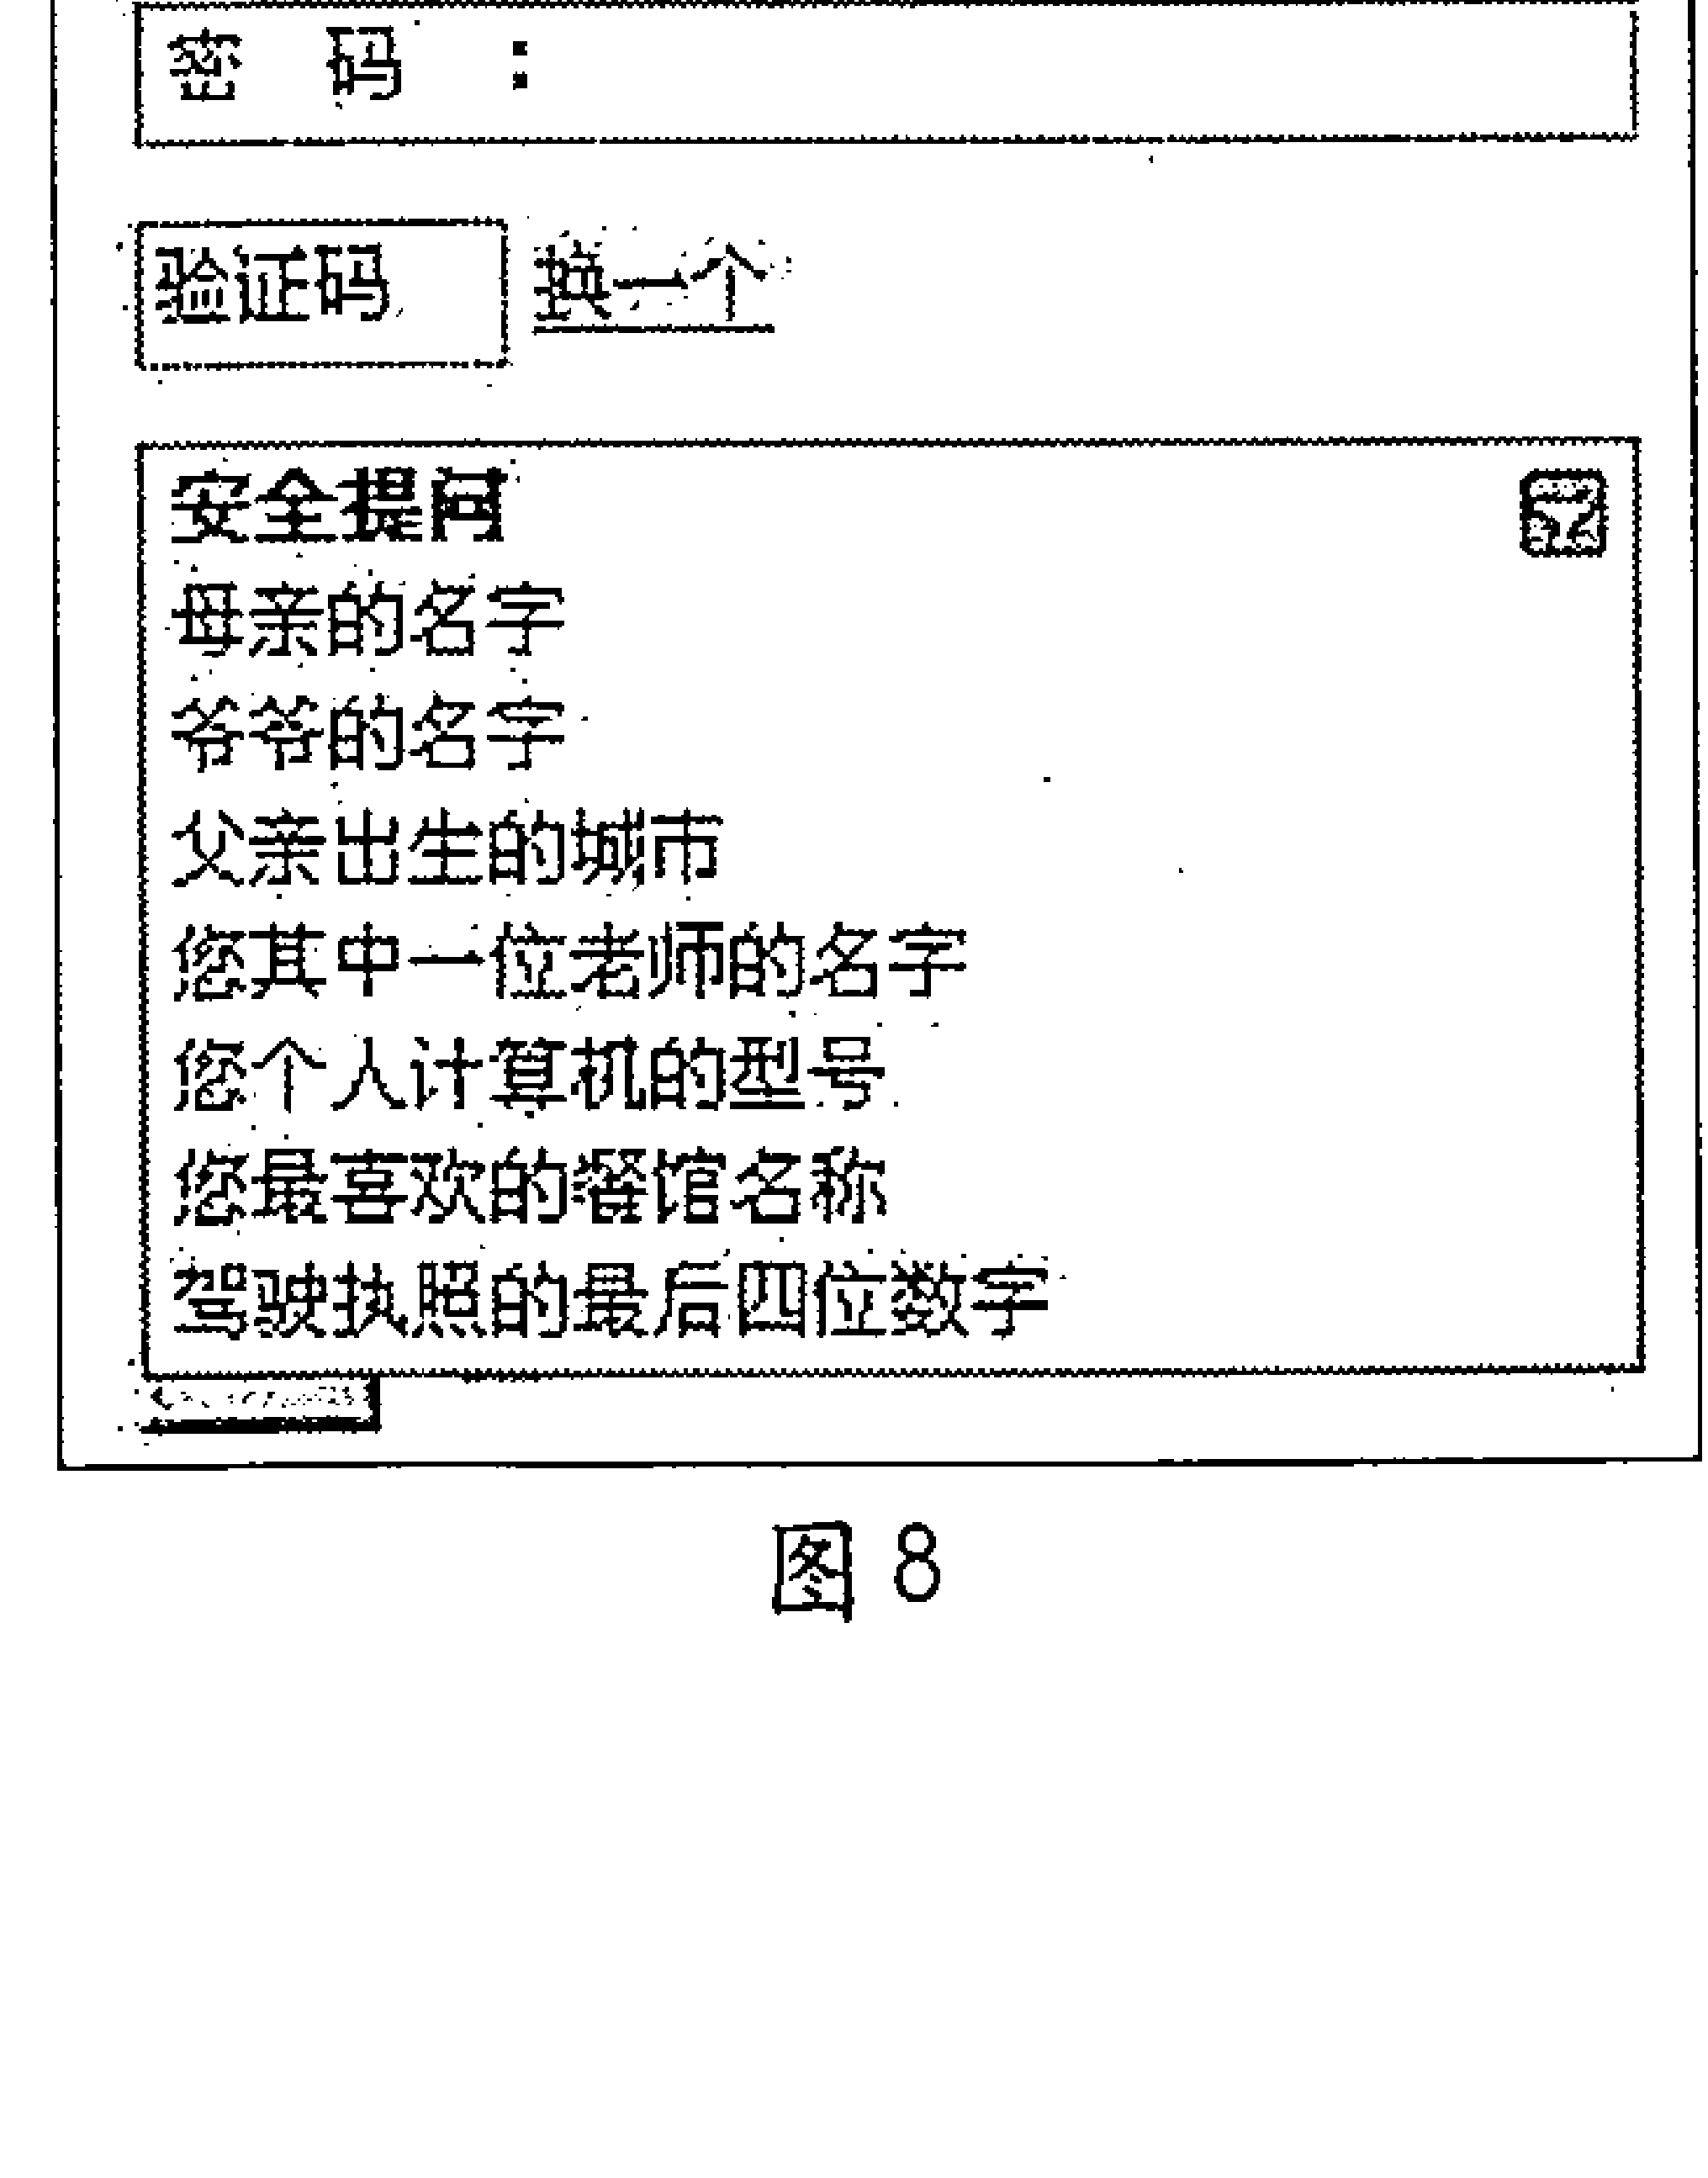 密 码 :
验证码 换一个
安全提问
母亲的名字
爷爷的名字
父亲出生的城市
您其中一位老师的名字
您个人计算机的型号
您最喜欢的餐馆名称
驾驶执照的最后四位数字
图 8